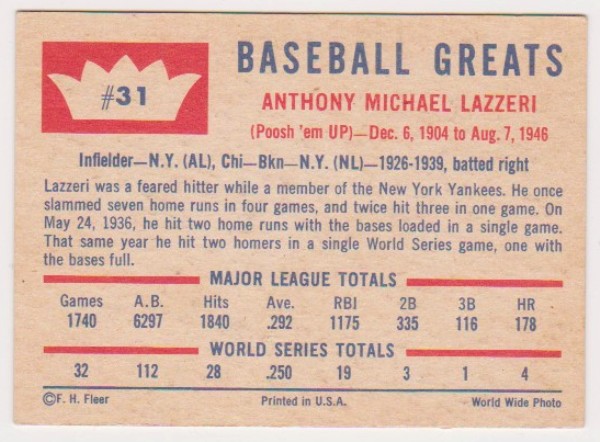 #31
BASEBALL GREATS
ANTHONY MICHAEL LAZZERI
(Poosh 'em UP)—Dec. 6, 1904 to Aug. 7, 1946
Infielder—N.Y. (AL), Chi—Bkn—N.Y. (NL)—1926-1939, batted right
Lazzeri was a feared hitter while a member of the New York Yankees. He once
slammed seven home runs in four games, and twice hit three in one game. On
May 24, 1936, he hit two home runs with the bases loaded in a single game.
That same year he hit two homers in a single World Series game, one with
the bases full.
MAJOR LEAGUE TOTALS
Games A.B. Hits Ave. RBI 2B 3B HR
1740 6297 1840 .292 1175 335 116 178
WORLD SERIES TOTALS
32 112 28 .250 19 3 1 4
©F. H. Fleer Printed in U.S.A. World Wide Photo